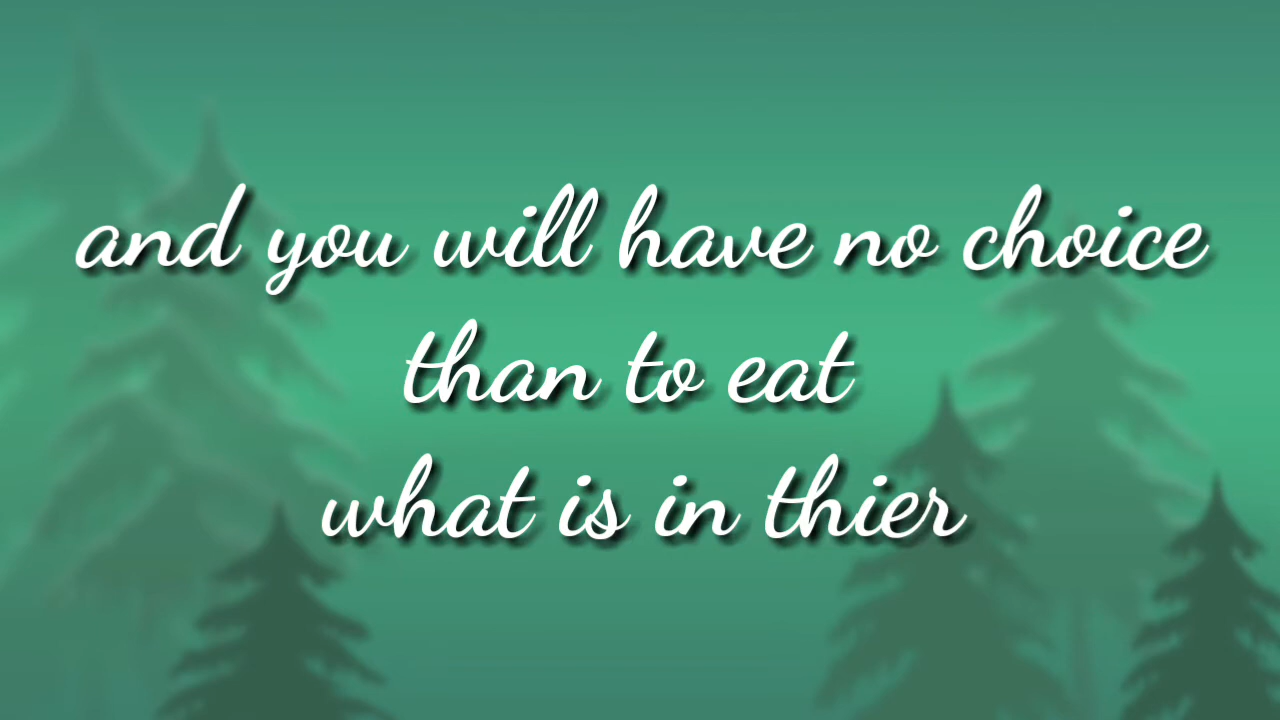 and you will have no choice
than to eat
what is in thier